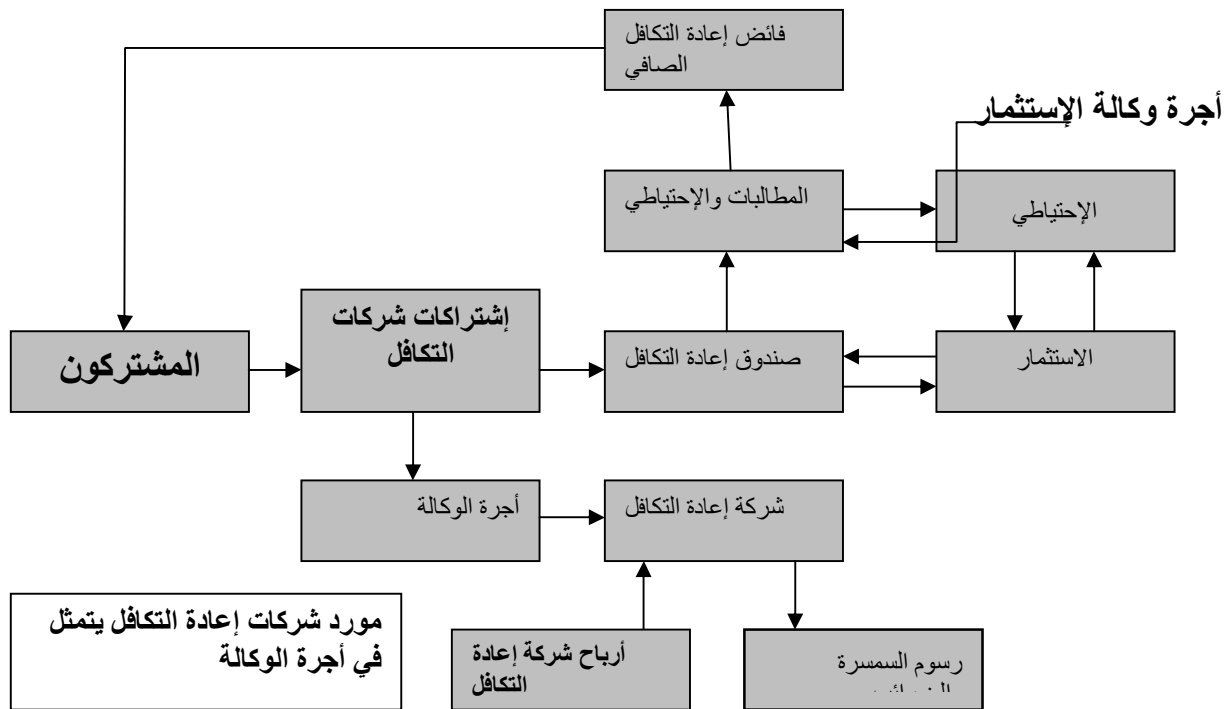 فائض إعادة التكافل
الصافي
أجرة وكالة الإستثمار
المطالبات والإحتياطي
الإحتياطي
إشتراكات شركات
التكافل
المشتركون
صندوق إعادة التكافل
الاستثمار
أجرة الوكالة
شركة إعادة التكافل
مورد شركات إعادة التكافل يتمثل
في أجرة الوكالة
أرباح شركة إعادة
التكافل
رسوم السمسرة